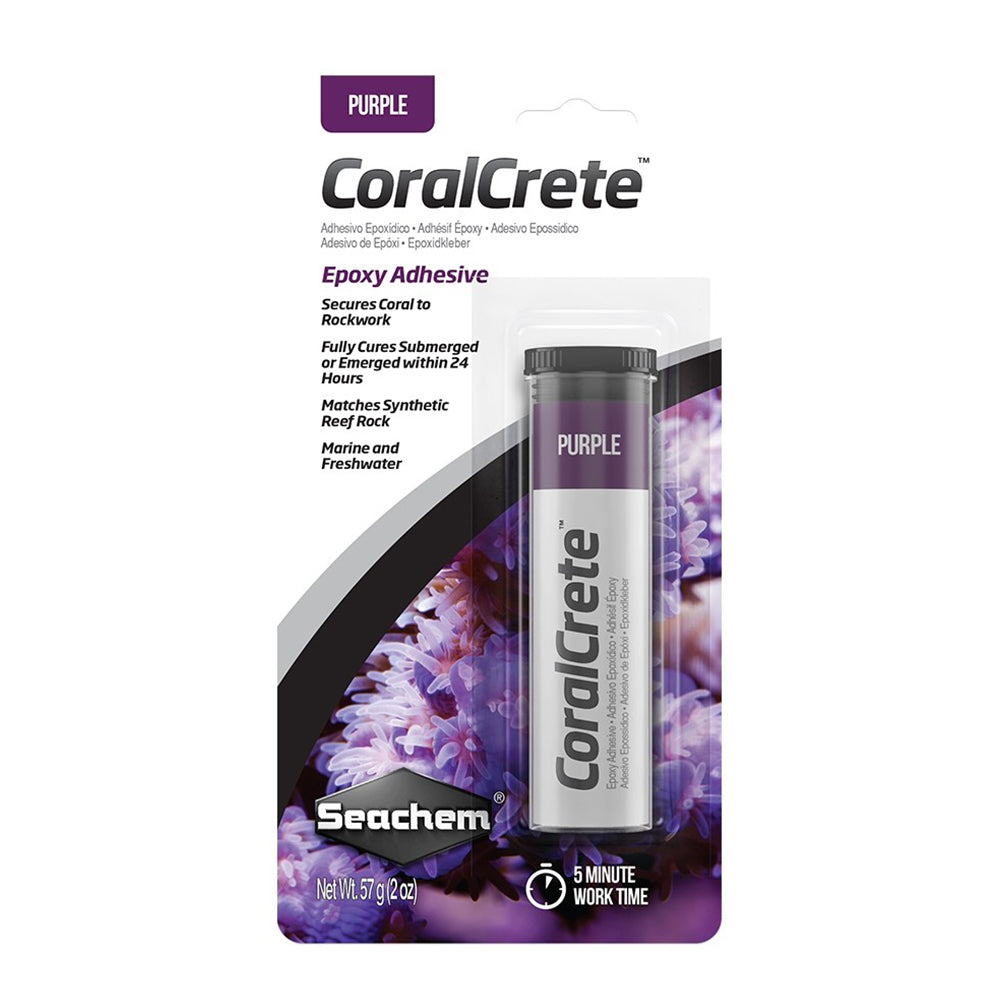 PURPLE
CoralCrete™
Adhesivo Epoxídico • Adhésif Époxy • Adesivo Epossidico
Adesivo de Epóxi • Epoxidkleber
Epoxy Adhesive
Secures Coral to
Rockwork
Fully Cures Submerged
or Emerged within 24
Hours
Matches Synthetic
Reef Rock
Marine and
Freshwater
PURPLE
CoralCrete™
Epoxy Adhesive • Adhesivo Epoxídico • Adhésif Époxy
Adesivo Epossidico • Adesivo de Epóxi • Epoxidkleber
Seachem®
Net Wt. 57 g (2 oz)
5 MINUTE
WORK TIME